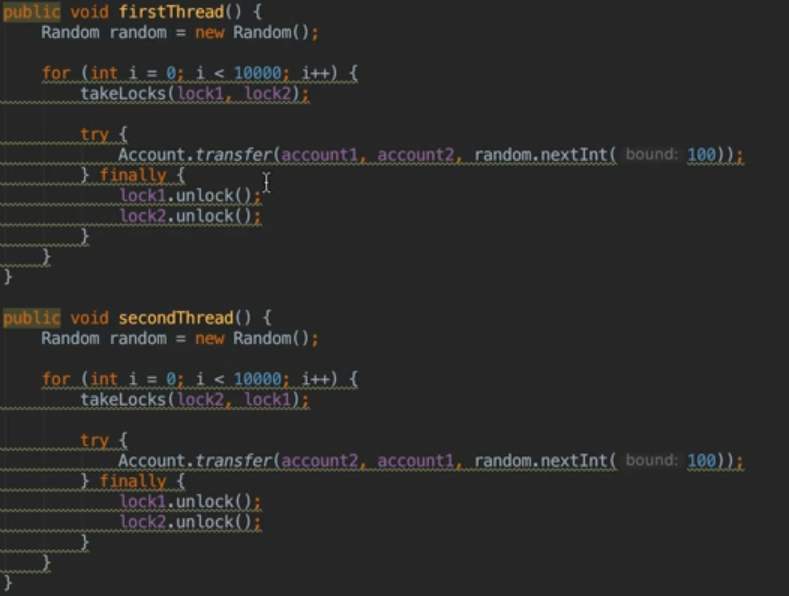 public void firstThread() {
Random random = new Random();
for (int i = 0; i < 10000; i++) {
takeLocks(lock1, lock2);
try {
Account.transfer(account1, account2, random.nextInt( bound: 100));
} finally {
lock1.unlock();
lock2.unlock();
}
}
}
public void secondThread() {
Random random = new Random();
for (int i = 0; i < 10000; i++) {
takeLocks(lock2, lock1);
try {
Account.transfer(account2, account1, random.nextInt( bound: 100));
} finally {
lock1.unlock();
lock2.unlock();
}
}
}